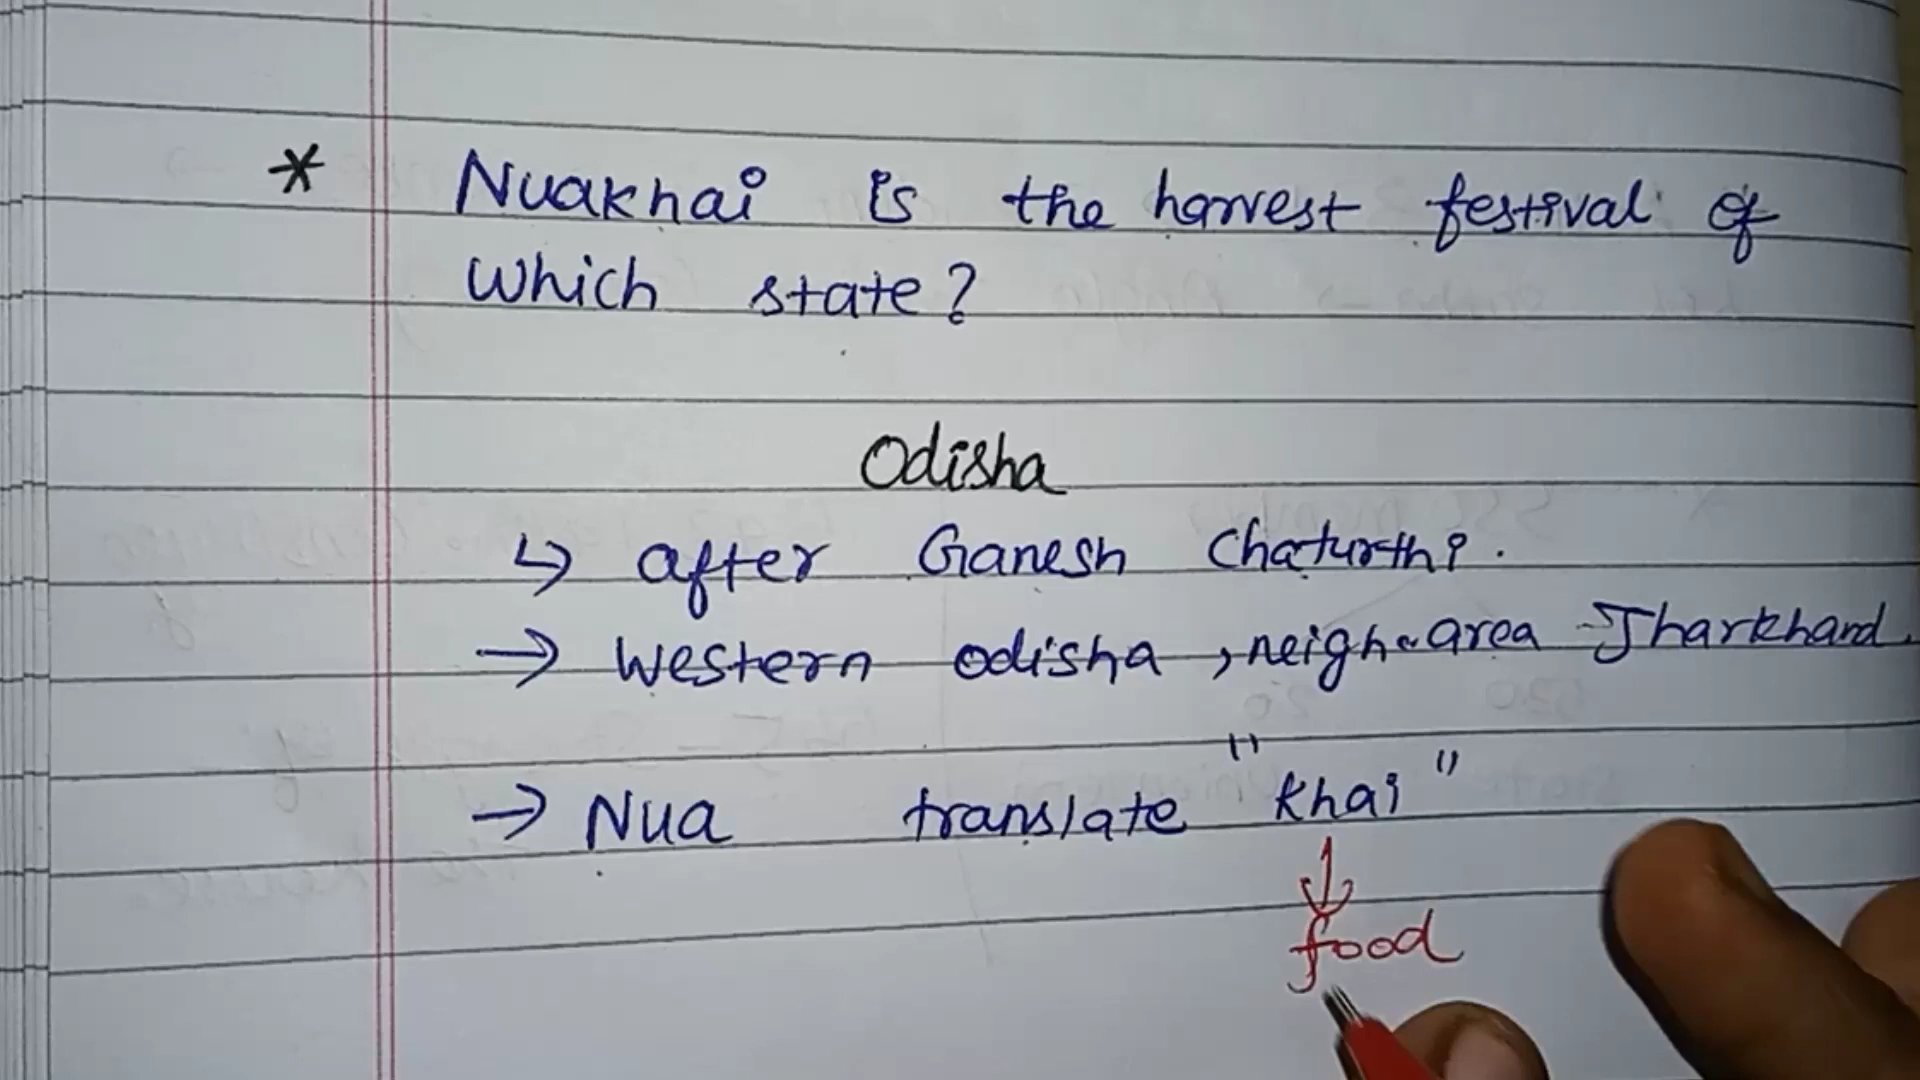 * Nuakhai is the harvest festival of
which state?
Odisha
↳ after Ganesh Chaturthi.
→ Western odisha, neigh. area Jharkhand.
→ Nua translate "khai"
↓
food